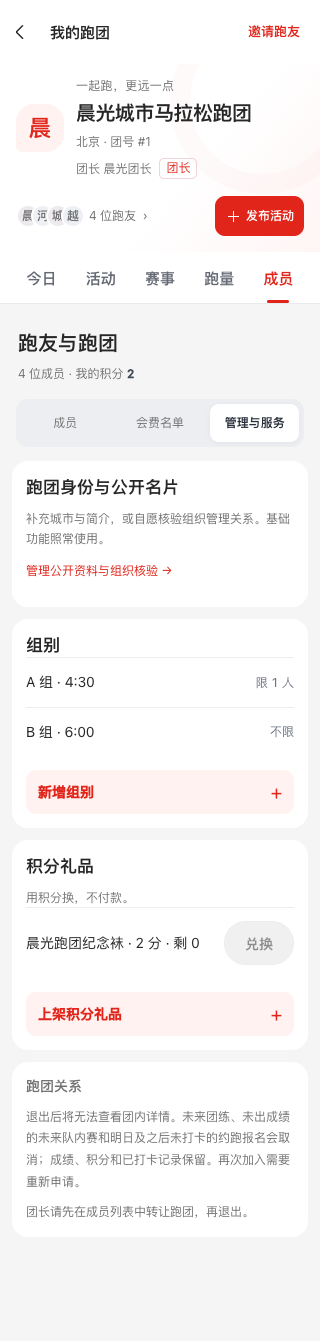 我的跑团
邀请跑友
一起跑，更远一点
晨
晨光城市马拉松跑团
北京 · 团号 #1
团长 晨光团长 团长
晨 河 城 越 4 位跑友 ›
＋ 发布活动
今日 活动 赛事 跑量 成员
跑友与跑团
4 位成员 · 我的积分 2
成员 会费名单 管理与服务
跑团身份与公开名片
补充城市与简介，或自愿核验组织管理关系。基础
功能照常使用。
管理公开资料与组织核验 →
组别
A 组 · 4:30 限 1 人
B 组 · 6:00 不限
新增组别 +
积分礼品
用积分换，不付款。
晨光跑团纪念袜 · 2 分 · 剩 0 兑换
上架积分礼品 +
跑团关系
退出后将无法查看团内详情。未来团练、未出成绩
的未来队内赛和明日及之后未打卡的约跑报名会取
消；成绩、积分和已打卡记录保留。再次加入需要
重新申请。
团长请先在成员列表中转让跑团，再退出。